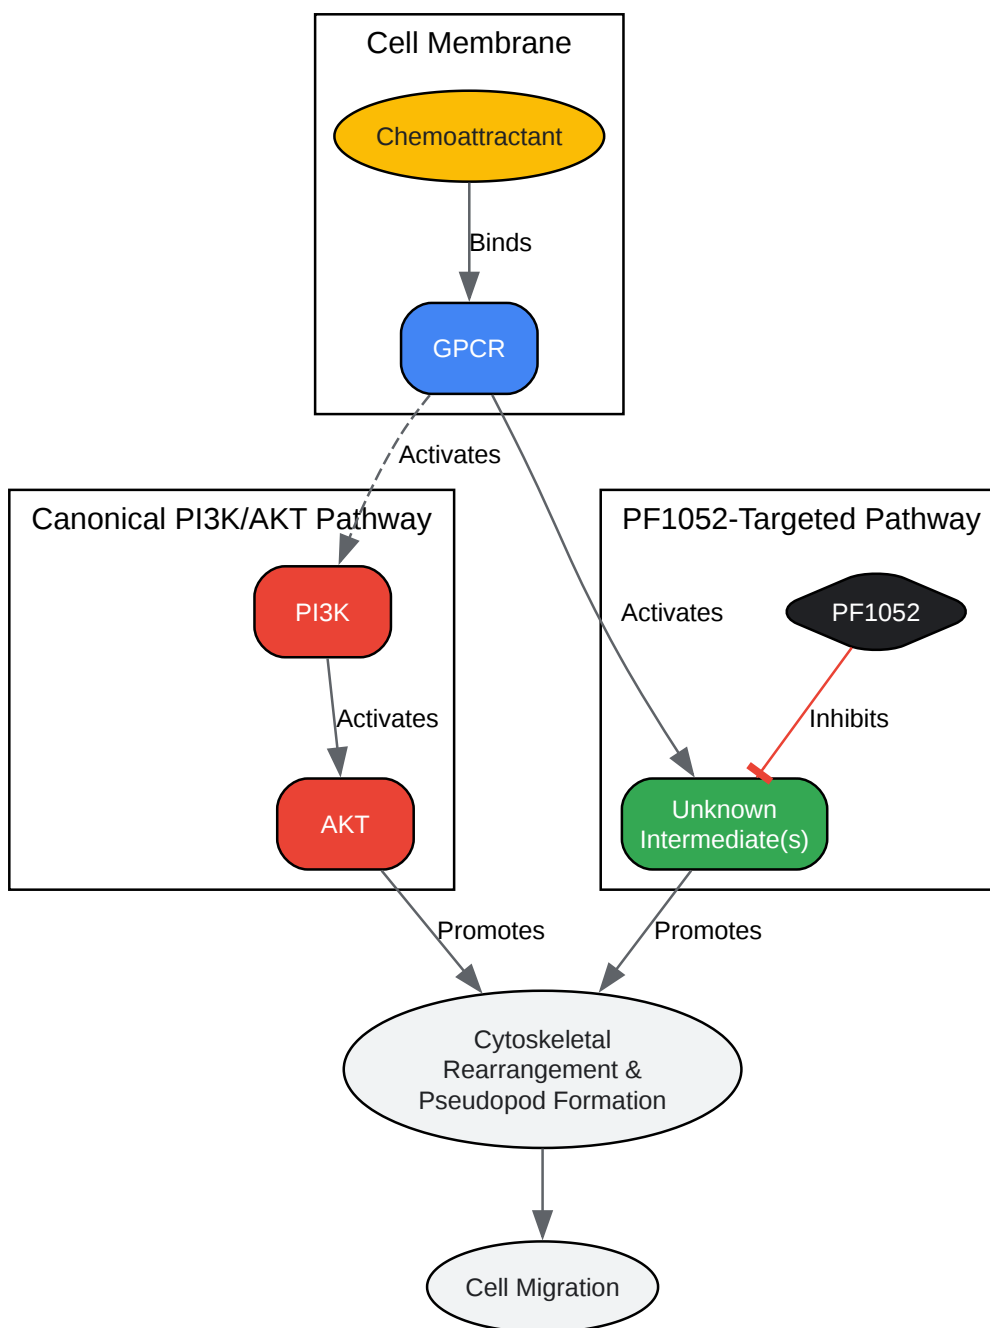 Cell Membrane
Chemoattractant
Binds
GPCR
Activates
Canonical PI3K/AKT Pathway
PF1052-Targeted Pathway
PI3K
Activates
PF1052
Activates
Inhibits
AKT
Unknown
Intermediate(s)
Promotes
Promotes
Cytoskeletal
Rearrangement &
Pseudopod Formation
Cell Migration